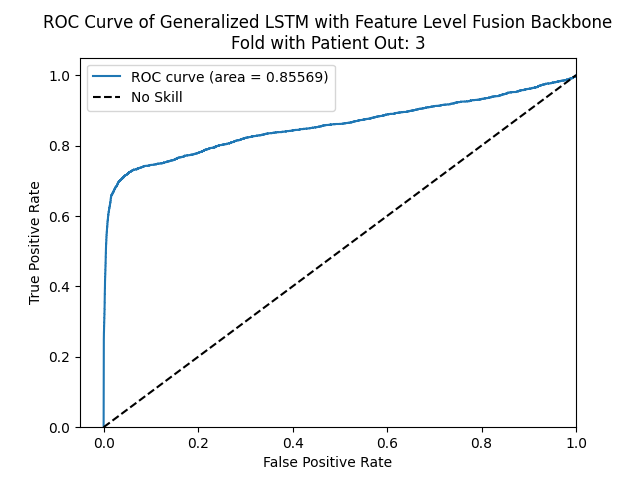 ROC Curve of Generalized LSTM with Feature Level Fusion Backbone
Fold with Patient Out: 3
ROC curve (area = 0.85569)
No Skill
1.0
0.8
0.6
0.4
0.2
0.0
True Positive Rate
0.0 0.2 0.4 0.6 0.8 1.0
False Positive Rate